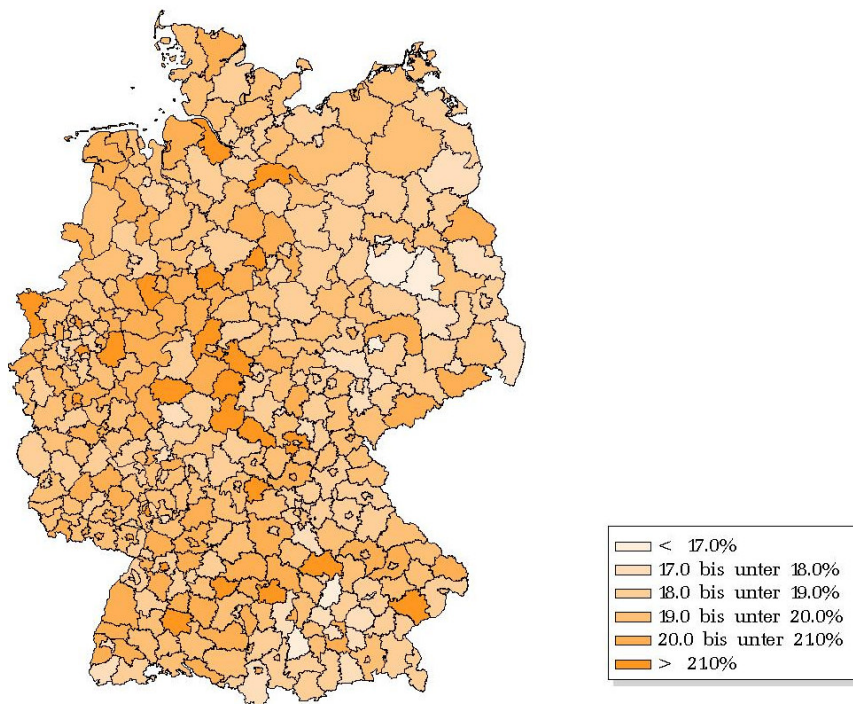 < 17.0%
17.0 bis unter 18.0%
18.0 bis unter 19.0%
19.0 bis unter 20.0%
20.0 bis unter 210%
> 210%